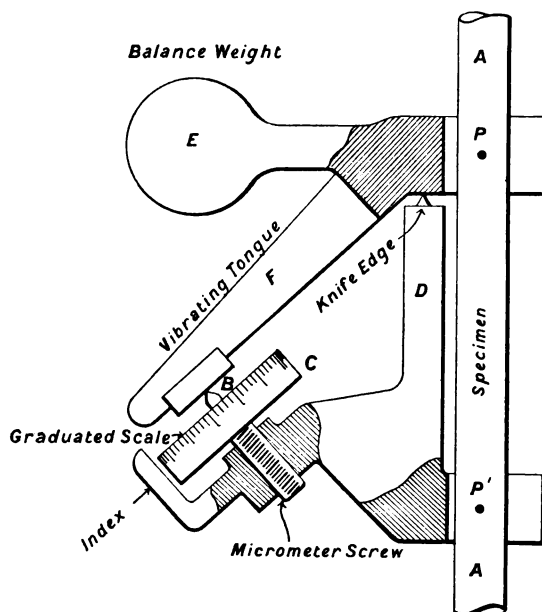 Balance Weight
A
E
P
Vibrating Tongue
F
Knife Edge
D
Specimen
B
C
Graduated Scale
Index
Micrometer Screw
P'
A